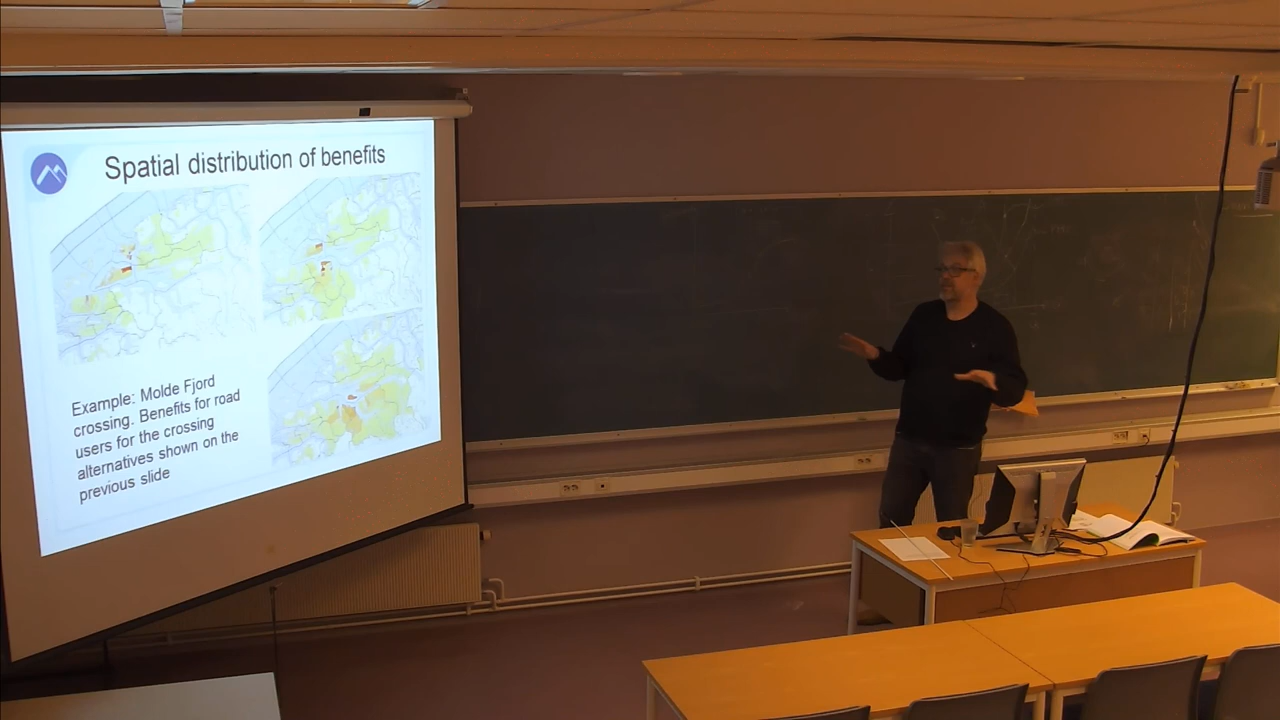 Spatial distribution of benefits
Example: Molde Fjord
crossing. Benefits for road
users for the crossing
alternatives shown on the
previous slide